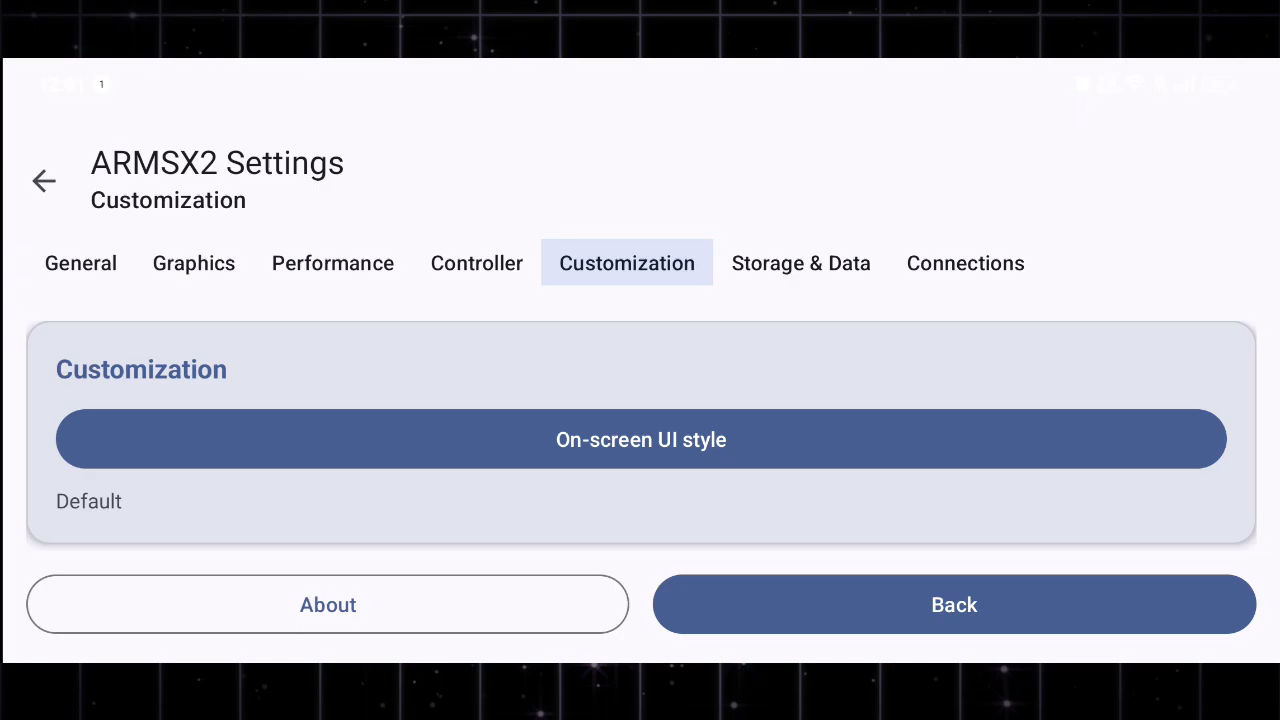 1
ARMSX2 Settings
Customization
General Graphics Performance Controller Customization Storage & Data Connections
Customization
On-screen UI style
Default
About Back